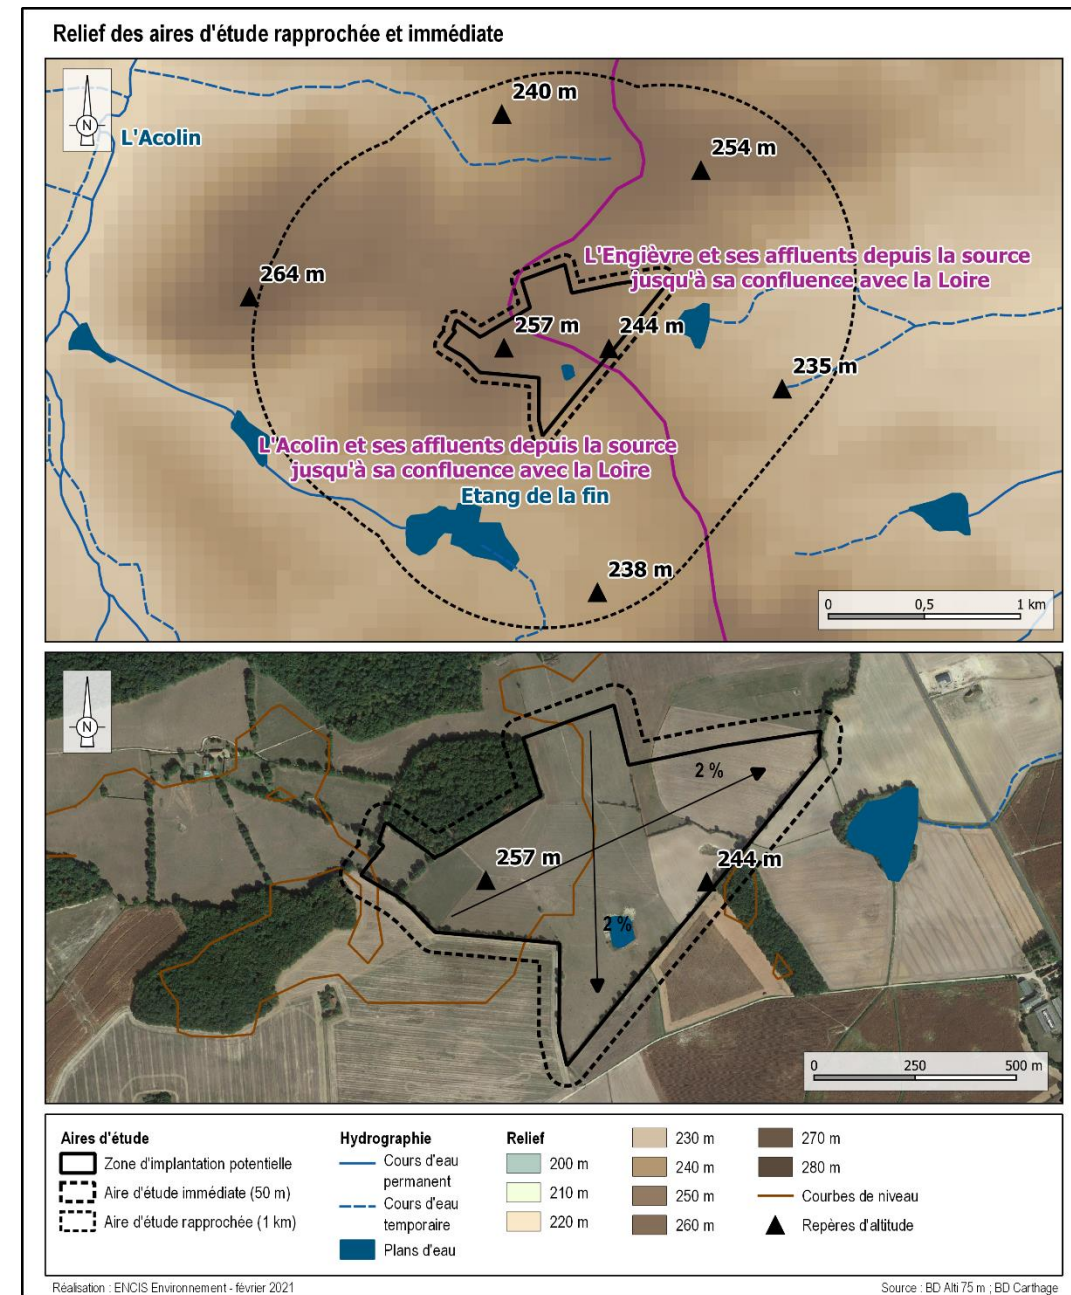 Relief des aires d'étude rapprochée et immédiate
N
L'Acolin
240 m
254 m
L'Engièvre et ses affluents depuis la source
jusqu'à sa confluence avec la Loire
264 m
257 m
244 m
235 m
L'Acolin et ses affluents depuis la source
jusqu'à sa confluence avec la Loire
Etang de la fin
238 m
0 0,5 1 km
N
2 %
257 m
244 m
2 %
0 250 500 m
Aires d'étude
Zone d'implantation potentielle
Aire d'étude immédiate (50 m)
Aire d'étude rapprochée (1 km)
Hydrographie
Cours d'eau
permanent
Cours d'eau
temporaire
Plans d'eau
Relief
200 m
210 m
220 m
230 m
240 m
250 m
260 m
270 m
280 m
Courbes de niveau
Repères d'altitude
Réalisation : ENCIS Environnement - février 2021
Source : BD Alti 75 m ; BD Carthage